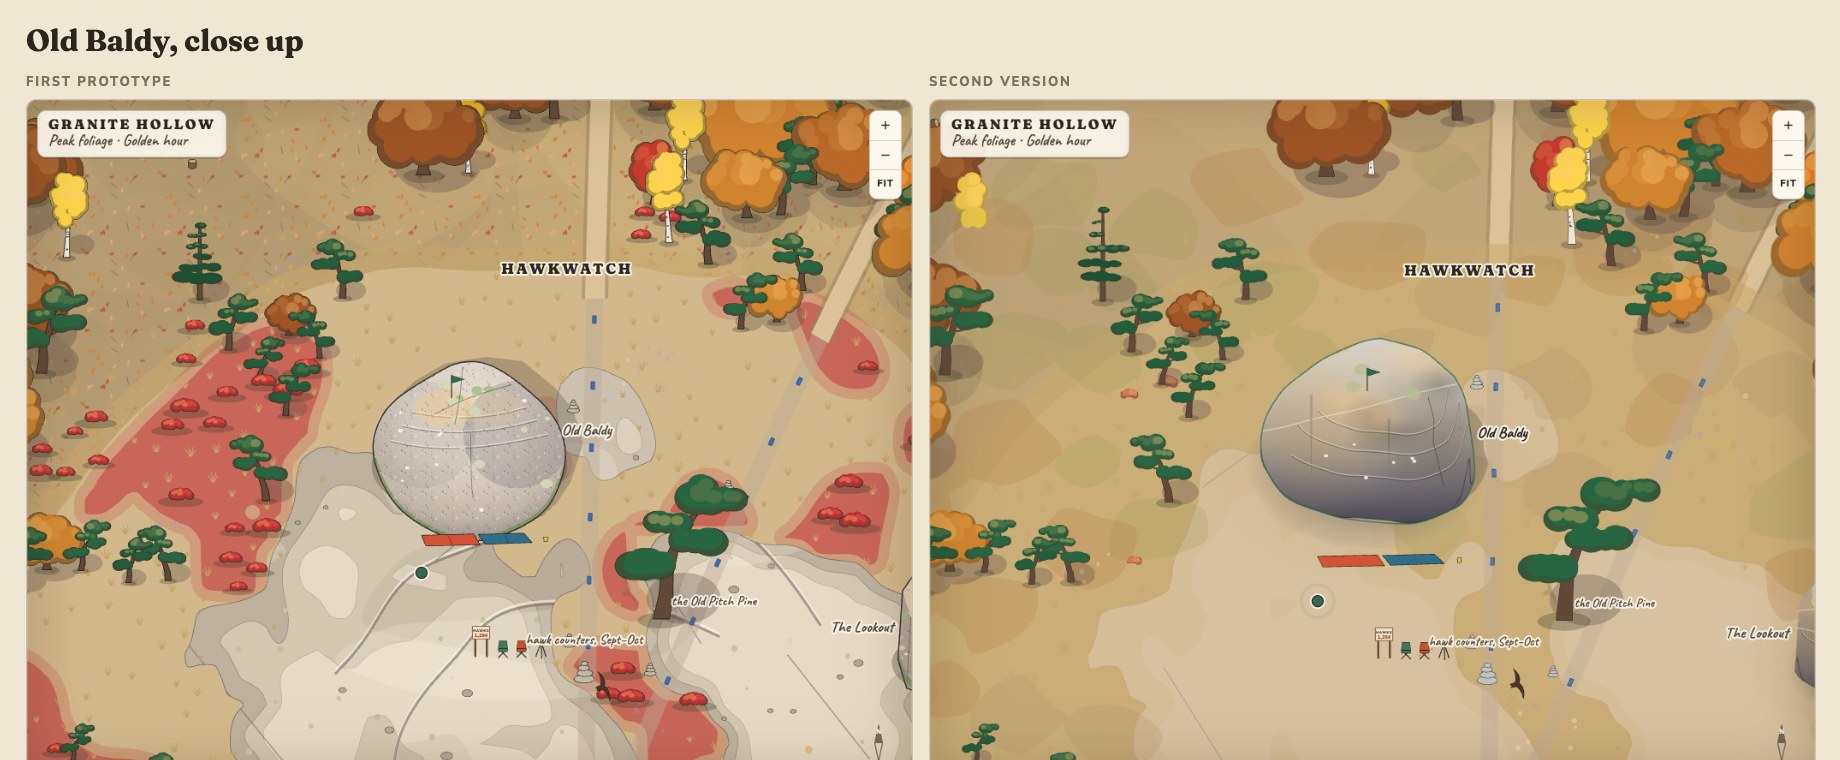 Old Baldy, close up
FIRST PROTOTYPE
GRANITE HOLLOW
Peak foliage · Golden hour
+
−
FIT
HAWKWATCH
Old Baldy
the Old Pitch Pine
The Lookout
hawk counters, Sept-Oct
SECOND VERSION
GRANITE HOLLOW
Peak foliage · Golden hour
+
−
FIT
HAWKWATCH
Old Baldy
the Old Pitch Pine
The Lookout
hawk counters, Sept-Oct